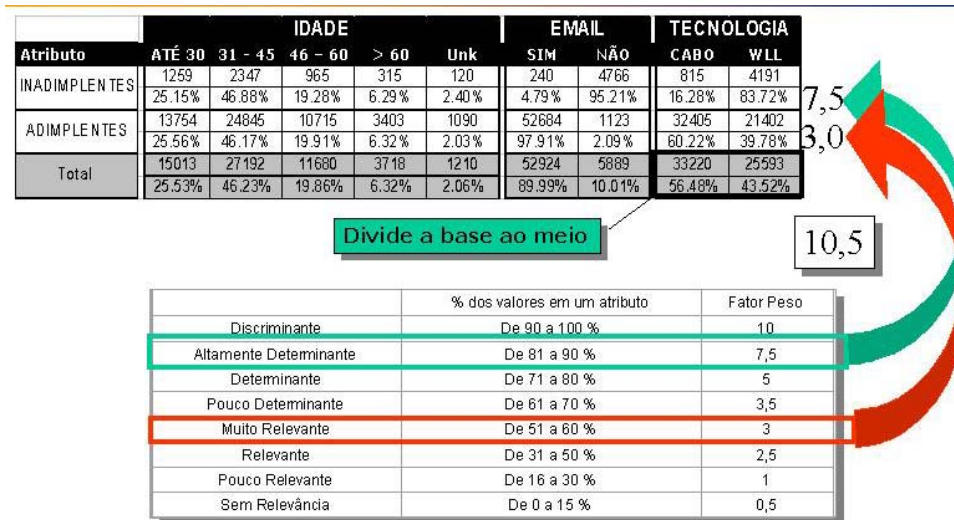 IDADE EMAIL TECNOLOGIA
Atributo ATÉ 30 31 - 45 46 - 60 > 60 Unk SIM NÃO CABO WLL
INADIMPLENTES 1259 2347 965 315 120 240 4766 815 4191
25.15% 46.88% 19.28% 6.29% 2.40% 4.79% 95.21% 16.28% 83.72% 7,5
ADIMPLENTES 13754 24845 10715 3403 1090 52684 1123 32405 21402
25.56% 46.17% 19.91% 6.32% 2.03% 97.91% 2.09% 60.22% 39.78% 3,0
Total 15013 27192 11680 3718 1210 52924 5889 33220 25593
25.53% 46.23% 19.86% 6.32% 2.06% 89.99% 10.01% 56.48% 43.52%
Divide a base ao meio
10,5
% dos valores em um atributo Fator Peso
Discriminante De 90 a 100 % 10
Altamente Determinante De 81 a 90 % 7,5
Determinante De 71 a 80 % 5
Pouco Determinante De 61 a 70 % 3,5
Muito Relevante De 51 a 60 % 3
Relevante De 31 a 50 % 2,5
Pouco Relevante De 16 a 30 % 1
Sem Relevância De 0 a 15 % 0,5